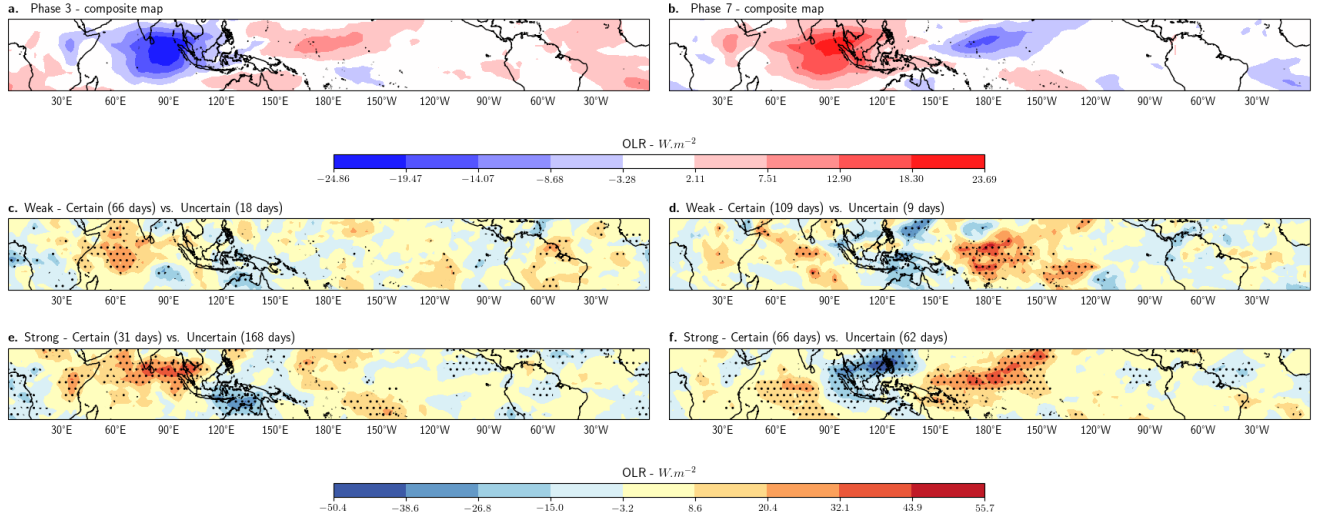 a. Phase 3 - composite map
b. Phase 7 - composite map
30°E 60°E 90°E 120°E 150°E 180°E 150°W 120°W 90°W 60°W 30°W
30°E 60°E 90°E 120°E 150°E 180°E 150°W 120°W 90°W 60°W 30°W
OLR - W.m−2
−24.86 −19.47 −14.07 −8.68 −3.28 2.11 7.51 12.90 18.30 23.69
c. Weak - Certain (66 days) vs. Uncertain (18 days)
d. Weak - Certain (109 days) vs. Uncertain (9 days)
30°E 60°E 90°E 120°E 150°E 180°E 150°W 120°W 90°W 60°W 30°W
30°E 60°E 90°E 120°E 150°E 180°E 150°W 120°W 90°W 60°W 30°W
e. Strong - Certain (31 days) vs. Uncertain (168 days)
f. Strong - Certain (66 days) vs. Uncertain (62 days)
30°E 60°E 90°E 120°E 150°E 180°E 150°W 120°W 90°W 60°W 30°W
30°E 60°E 90°E 120°E 150°E 180°E 150°W 120°W 90°W 60°W 30°W
OLR - W.m−2
−50.4 −38.6 −26.8 −15.0 −3.2 8.6 20.4 32.1 43.9 55.7